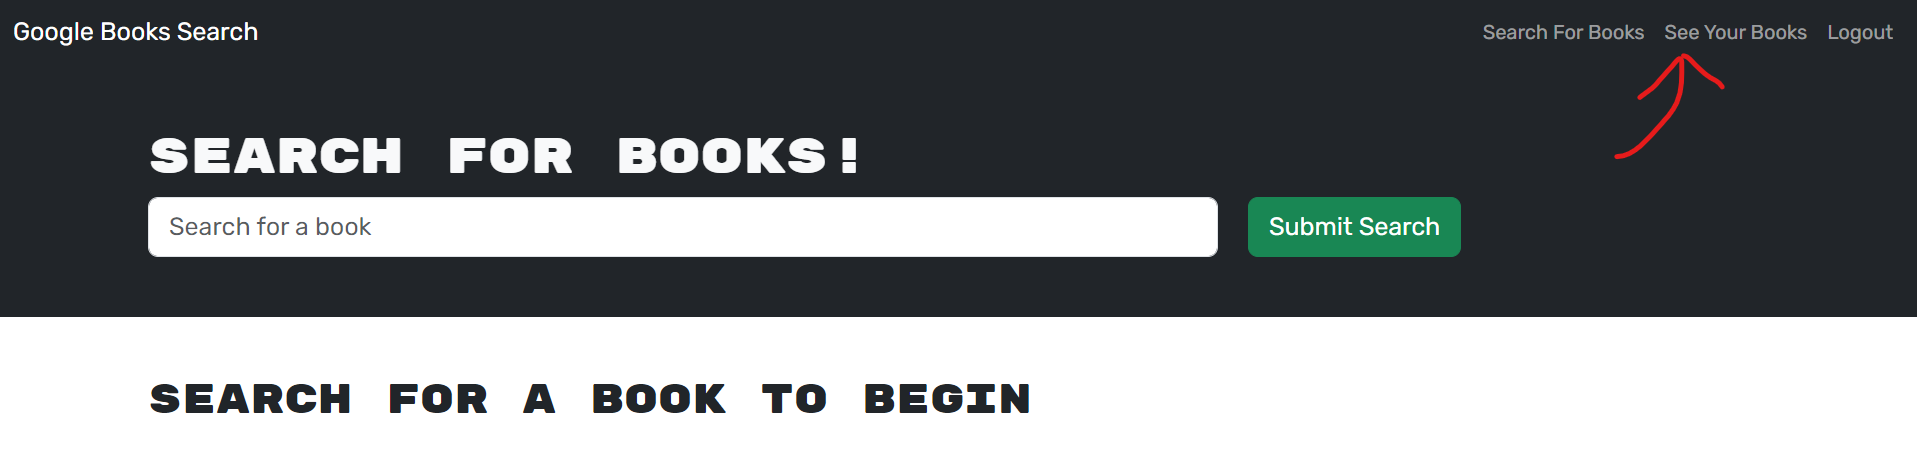 Google Books Search
Search For Books See Your Books Logout
SEARCH FOR BOOKS!
Search for a book
Submit Search
SEARCH FOR A BOOK TO BEGIN